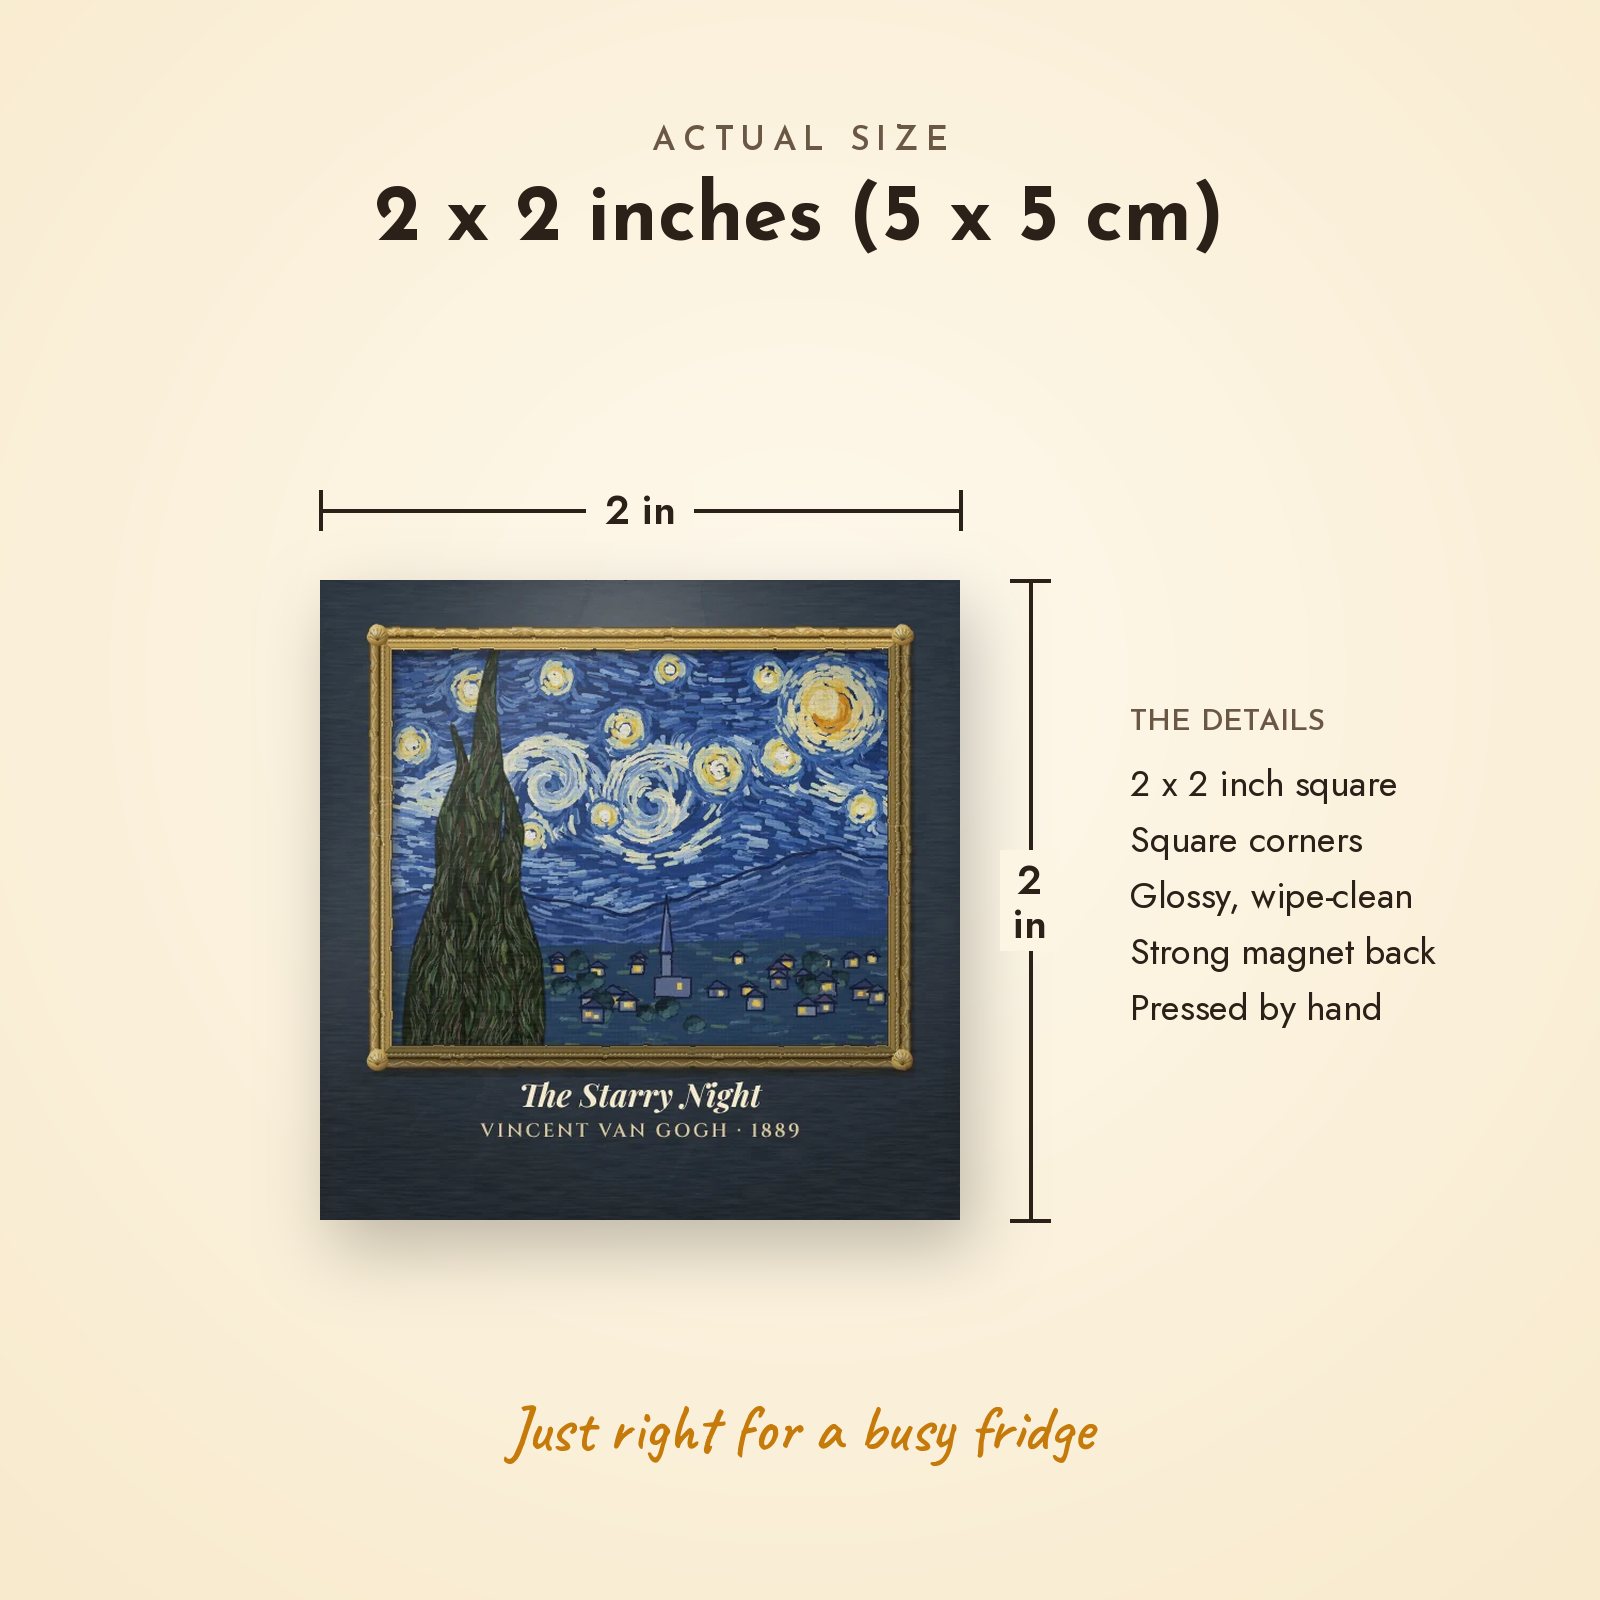 ACTUAL SIZE
2 x 2 inches (5 x 5 cm)
2 in
2
in
The Starry Night
VINCENT VAN GOGH · 1889
THE DETAILS
2 x 2 inch square
Square corners
Glossy, wipe-clean
Strong magnet back
Pressed by hand
Just right for a busy fridge